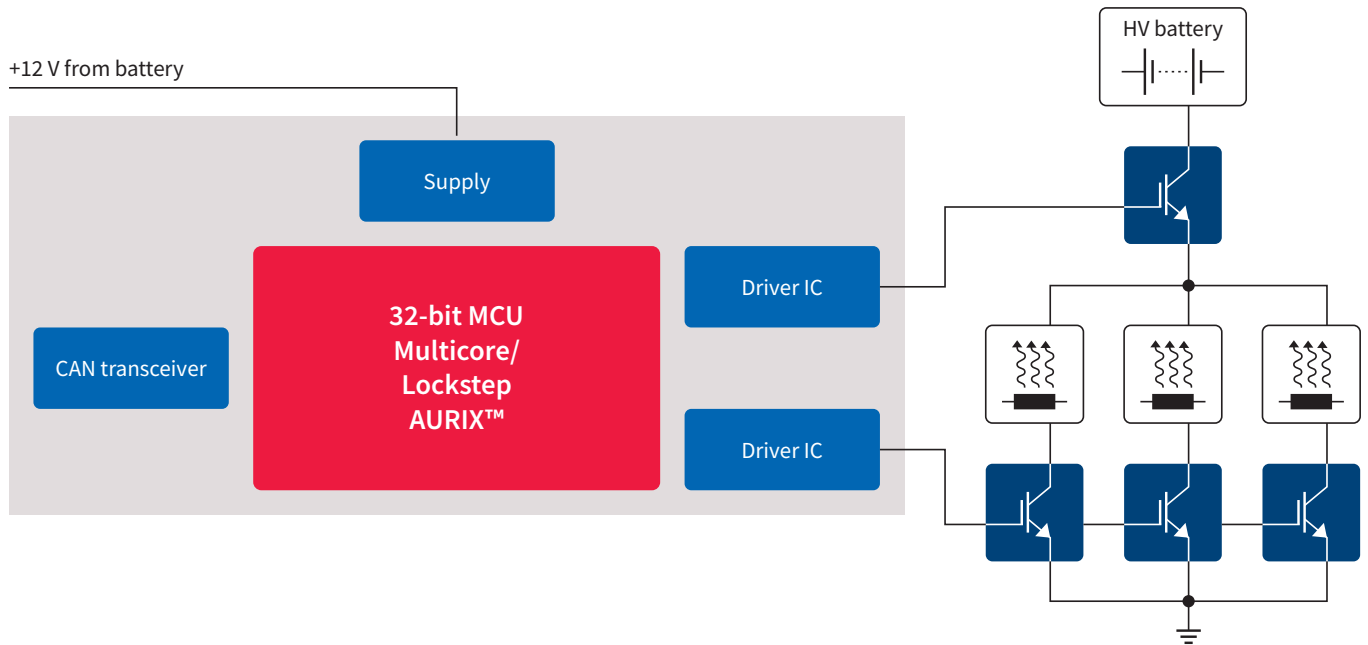 HV battery
+12 V from battery
Supply
Driver IC
32-bit MCU
Multicore/
Lockstep
AURIX™
CAN transceiver
Driver IC